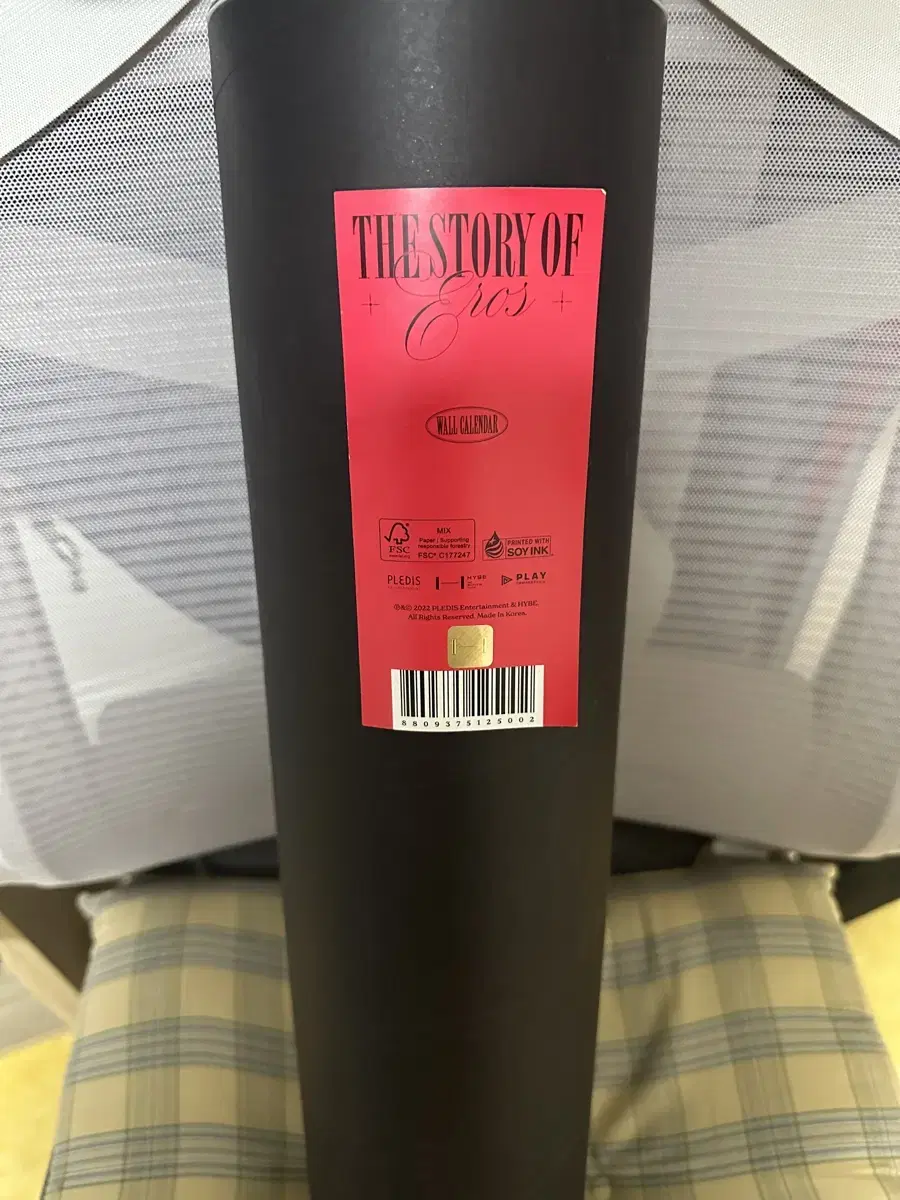 THE STORY OF
Eros
WALL CALENDAR
FSC
MIX
Paper | Supporting
responsible forestry
FSC® C177247
PRINTED WITH
SOY INK
PLEDIS
HYBE
PLAY
℗&© 2022 PLEDIS Entertainment & HYBE.
All Rights Reserved. Made in Korea.
8809375125002